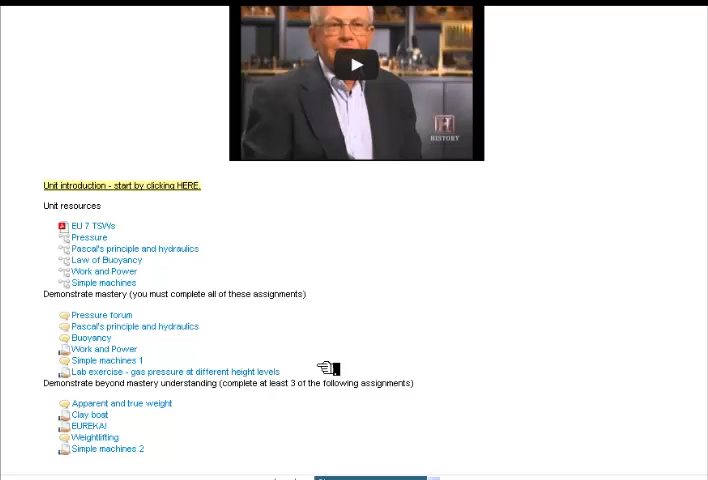 H
HISTORY
Unit introduction - start by clicking HERE.
Unit resources
EU 7 TSWs
Pressure
Pascal's principle and hydraulics
Law of Buoyancy
Work and Power
Simple machines
Demonstrate mastery (you must complete all of these assignments)
Pressure forum
Pascal's principle and hydraulics
Buoyancy
Work and Power
Simple machines 1
Lab exercise - gas pressure at different height levels
Demonstrate beyond mastery understanding (complete at least 3 of the following assignments)
Apparent and true weight
Clay boat
EUREKA!
Weightlifting
Simple machines 2